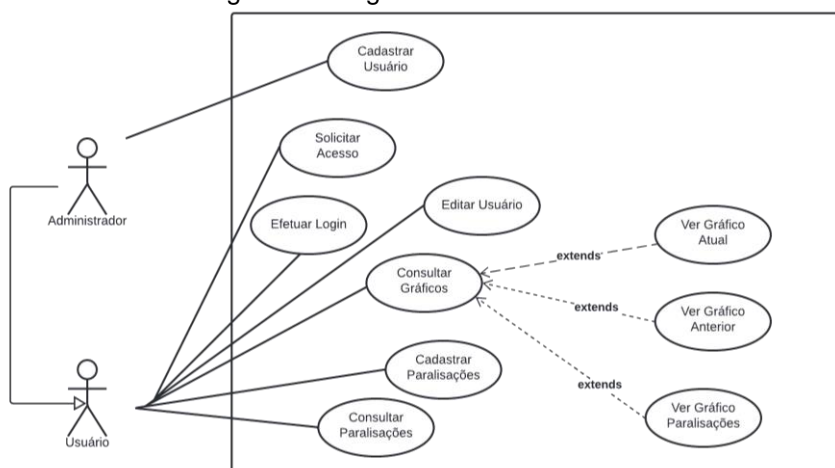 Cadastrar
Usuário
Solicitar
Acesso
Administrador
Editar Usuário
Efetuar Login
Ver Gráfico
Atual
extends
Consultar
Gráficos
extends
Ver Gráfico
Anterior
Cadastrar
Paralisações
extends
Ver Gráfico
Paralisações
Consultar
Paralisações
Usuário